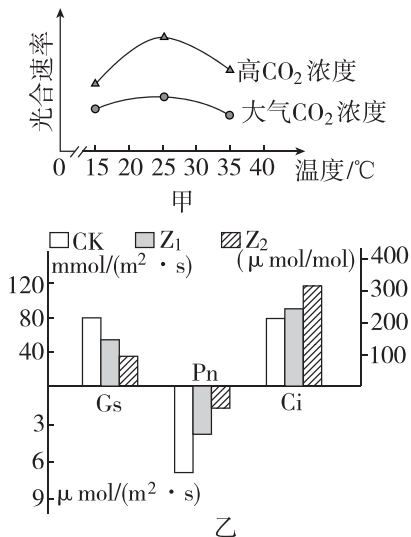 光合速率
高CO₂浓度
大气CO₂浓度
0 15 20 25 30 35 40 温度/℃
甲
CK Z₁ Z₂
mmol/(m²·s) (μmol/mol)
400
120 300
80 200
40 100
Pn
Gs Ci
3
6
9 μmol/(m²·s)
乙